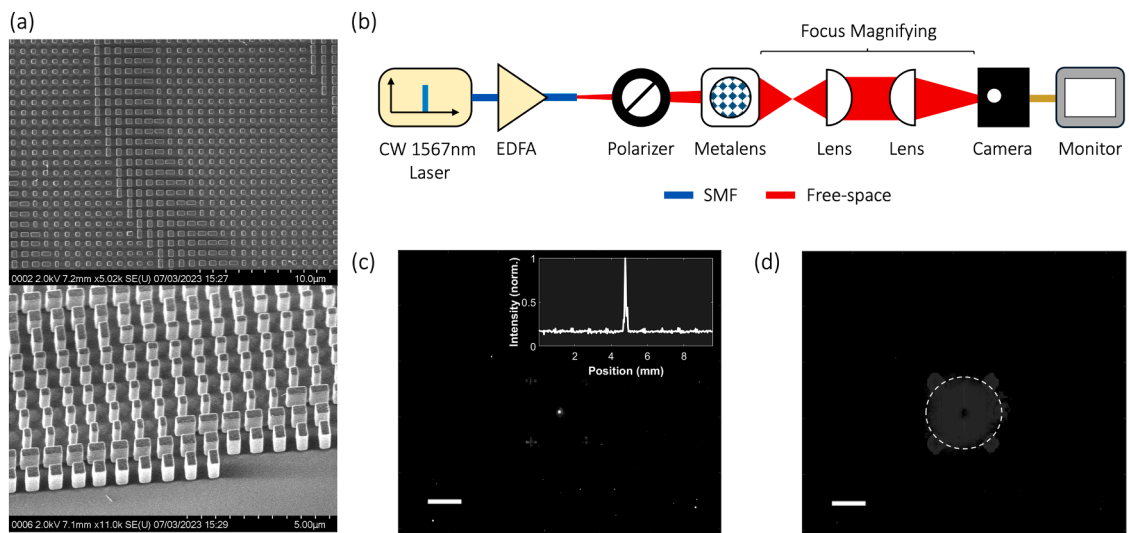 (a)
0002 2.0kV 7.2mm x5.02k SE(U) 07/03/2023 15:27 10.0µm
0006 2.0kV 7.1mm x11.0k SE(U) 07/03/2023 15:29 5.00µm
(b)
Focus Magnifying
CW 1567nm
Laser
EDFA
Polarizer
Metalens
Lens
Lens
Camera
Monitor
SMF
Free-space
(c)
Intensity (norm.)
1
0.5
0
2 4 6 8
Position (mm)
(d)